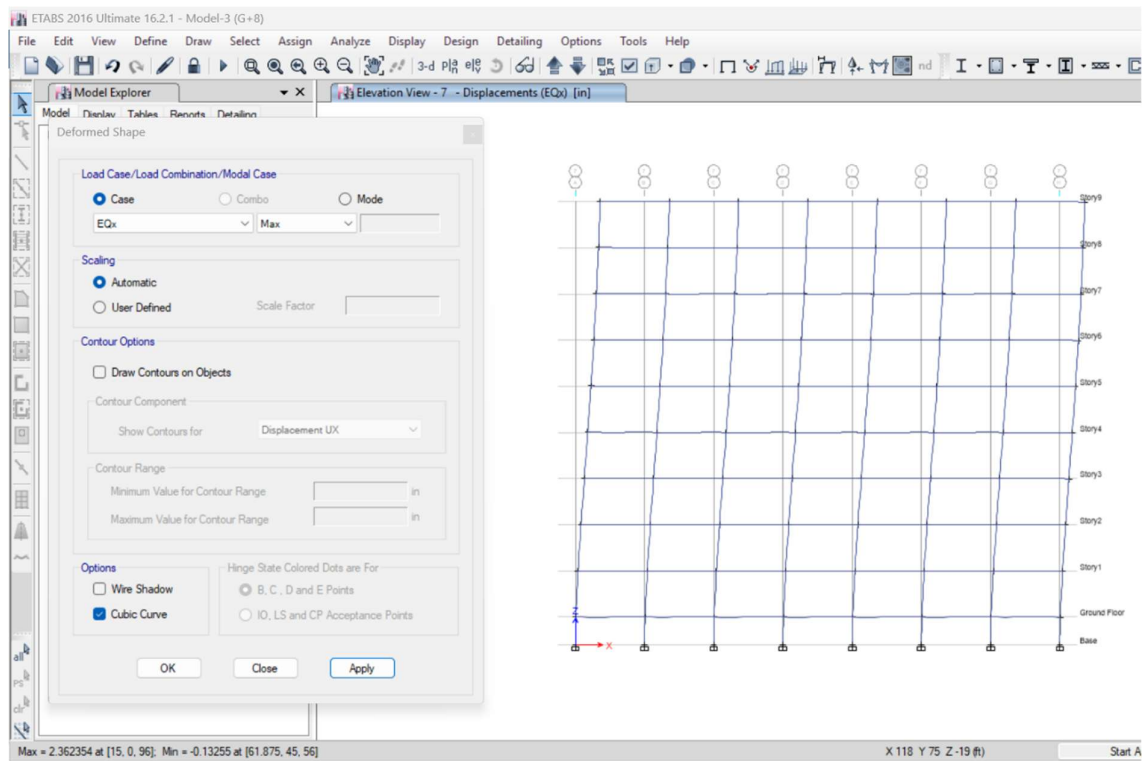 ETABS 2016 Ultimate 16.2.1 - Model-3 (G+8)
File Edit View Define Draw Select Assign Analyze Display Design Detailing Options Tools Help
3-d nd
Model Explorer
Elevation View - 7 - Displacements (EQx) [in]
Model Display Tables Reports Detailing
Deformed Shape
Load Case/Load Combination/Modal Case
Case Combo Mode
EQx Max
Scaling
Automatic
User Defined Scale Factor
Contour Options
Draw Contours on Objects
Contour Component
Show Contours for Displacement UX
Contour Range
Minimum Value for Contour Range in
Maximum Value for Contour Range in
Options Hinge State Colored Dots are For
Wire Shadow B, C, D and E Points
Cubic Curve IO, LS and CP Acceptance Points
OK Close Apply
Story9
Story8
Story7
Story6
Story5
Story4
Story3
Story2
Story1
Ground Floor
Base
Z
X
all
PS
clr
Max = 2.362354 at [15, 0, 96]; Min = -0.13255 at [61.875, 45, 56] X 118 Y 75 Z -19 (ft) Start A